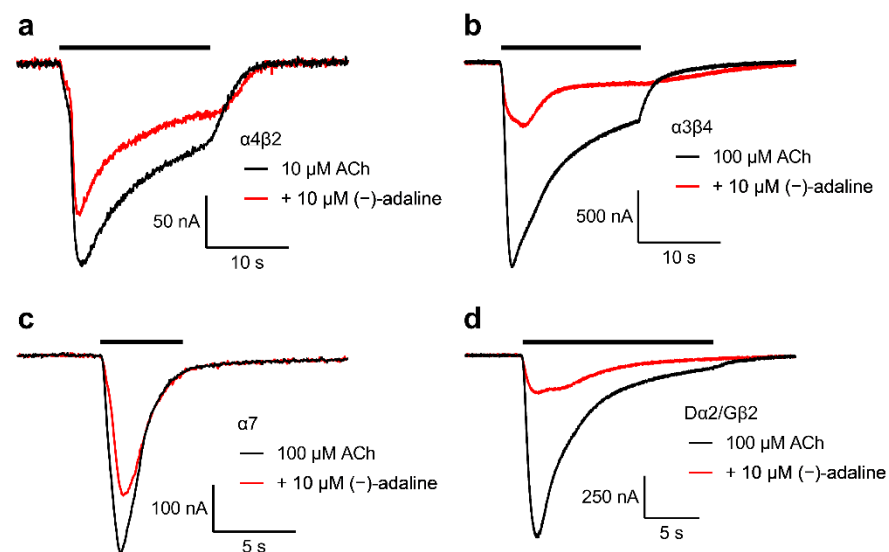 a
α4β2
10 µM ACh
+ 10 µM (−)-adaline
50 nA
10 s
b
α3β4
100 µM ACh
+ 10 µM (−)-adaline
500 nA
10 s
c
α7
100 µM ACh
+ 10 µM (−)-adaline
100 nA
5 s
d
Dα2/Gβ2
100 µM ACh
+ 10 µM (−)-adaline
250 nA
5 s